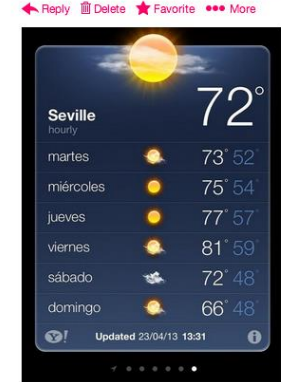 Reply Delete Favorite More
72°
Seville
hourly
martes 73° 52°
miércoles 75° 54°
jueves 77° 57°
viernes 81° 59°
sábado 72° 48°
domingo 66° 48°
Y! Updated 23/04/13 13:31 i